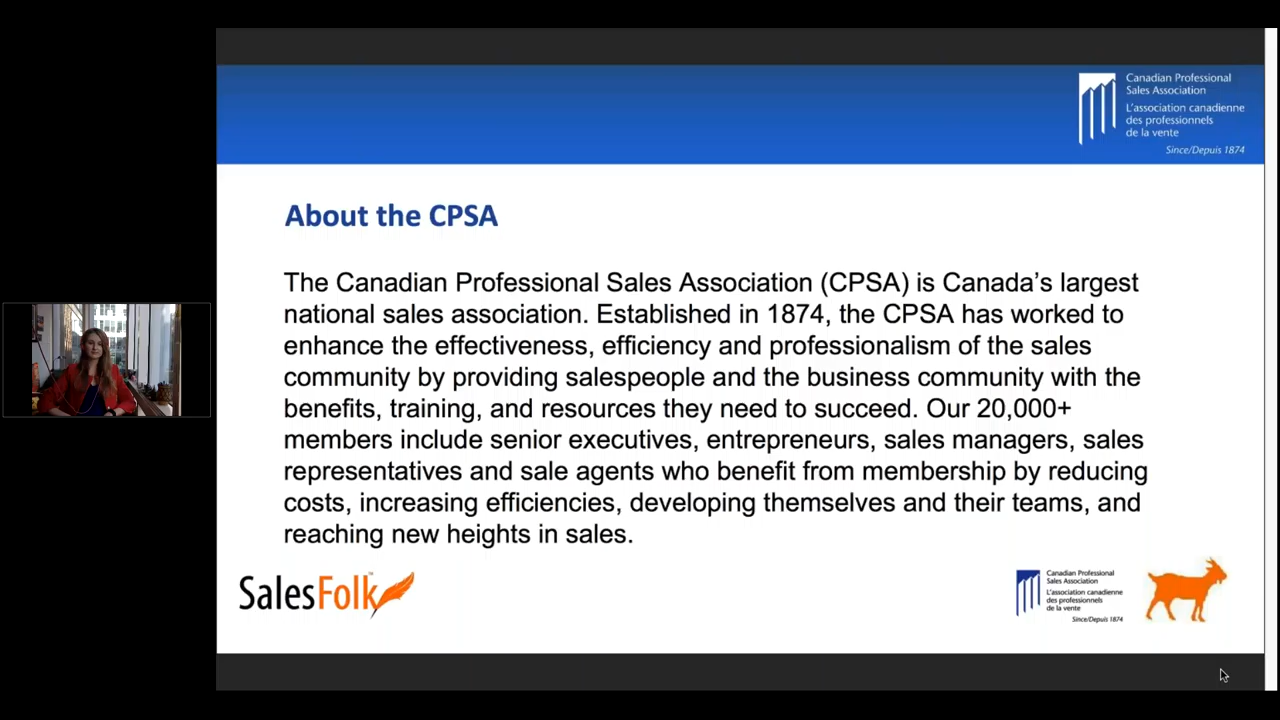 Canadian Professional
Sales Association
L'association canadienne
des professionnels
de la vente
Since/Depuis 1874
About the CPSA
The Canadian Professional Sales Association (CPSA) is Canada's largest
national sales association. Established in 1874, the CPSA has worked to
enhance the effectiveness, efficiency and professionalism of the sales
community by providing salespeople and the business community with the
benefits, training, and resources they need to succeed. Our 20,000+
members include senior executives, entrepreneurs, sales managers, sales
representatives and sale agents who benefit from membership by reducing
costs, increasing efficiencies, developing themselves and their teams, and
reaching new heights in sales.
SalesFolk™
Canadian Professional
Sales Association
L'association canadienne
des professionnels
de la vente
Since/Depuis 1874